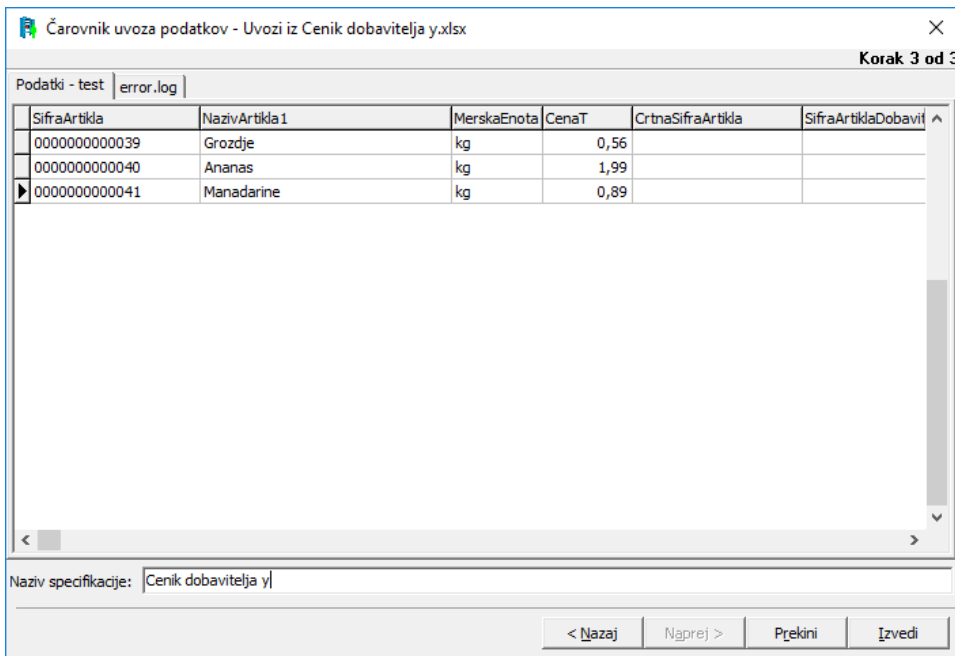 Čarovnik uvoza podatkov - Uvozi iz Cenik dobavitelja y.xlsx
Korak 3 od 3
Podatki - test error.log
SifraArtikla NazivArtikla1 MerskaEnota CenaT CrtnaSifraArtikla SifraArtiklaDobavit
0000000000039 Grozdje kg 0,56
0000000000040 Ananas kg 1,99
0000000000041 Manadarine kg 0,89
Naziv specifikacije: Cenik dobavitelja y
< Nazaj Naprej > Prekini Izvedi